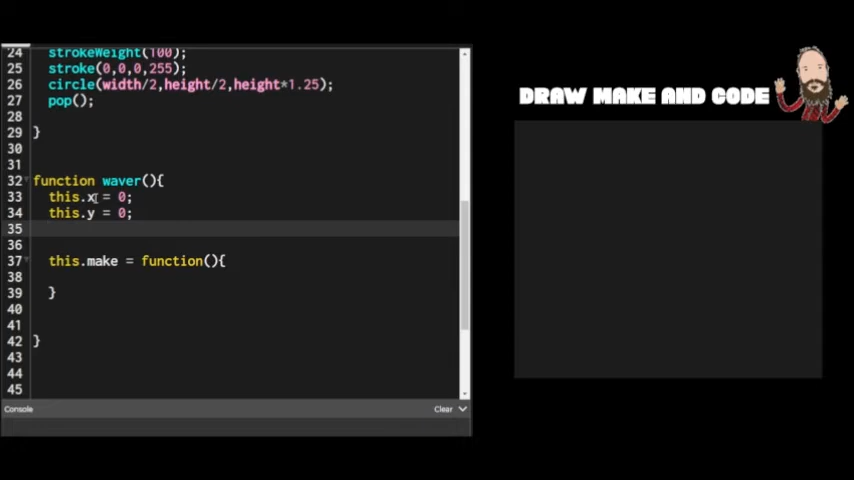 24 strokeWeight(100);
25 stroke(0,0,0,255);
26 circle(width/2,height/2,height*1.25);
27 pop();
28
29 }
30
31
32 function waver(){
33 this.x = 0;
34 this.y = 0;
35
36
37 this.make = function(){
38
39 }
40
41
42 }
43
44
45
Console Clear
DRAW MAKE AND CODE